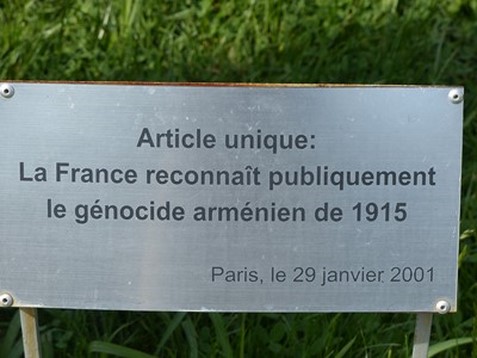 Article unique:
La France reconnaît publiquement
le génocide arménien de 1915
Paris, le 29 janvier 2001